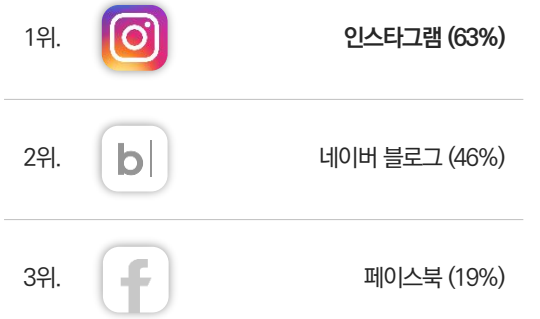 1위. 인스타그램 (63%)
2위. b| 네이버 블로그 (46%)
3위. f 페이스북 (19%)